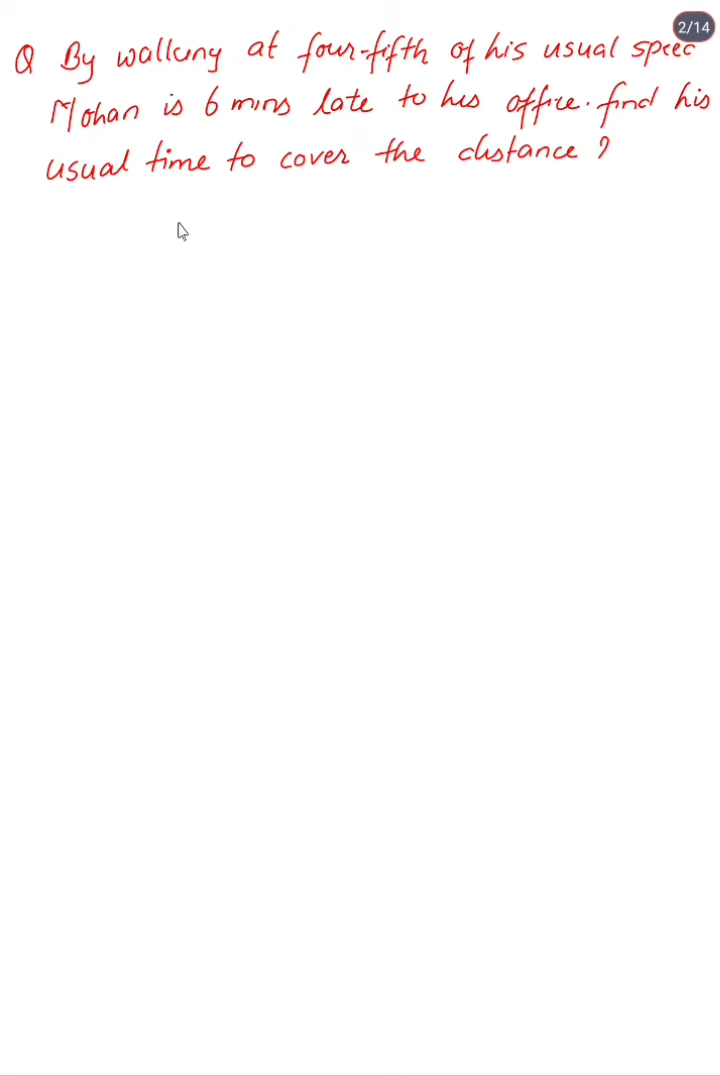 2/14
Q By walking at four-fifth of his usual speed
Mohan is 6 mins late to his office. find his
usual time to cover the distance ?